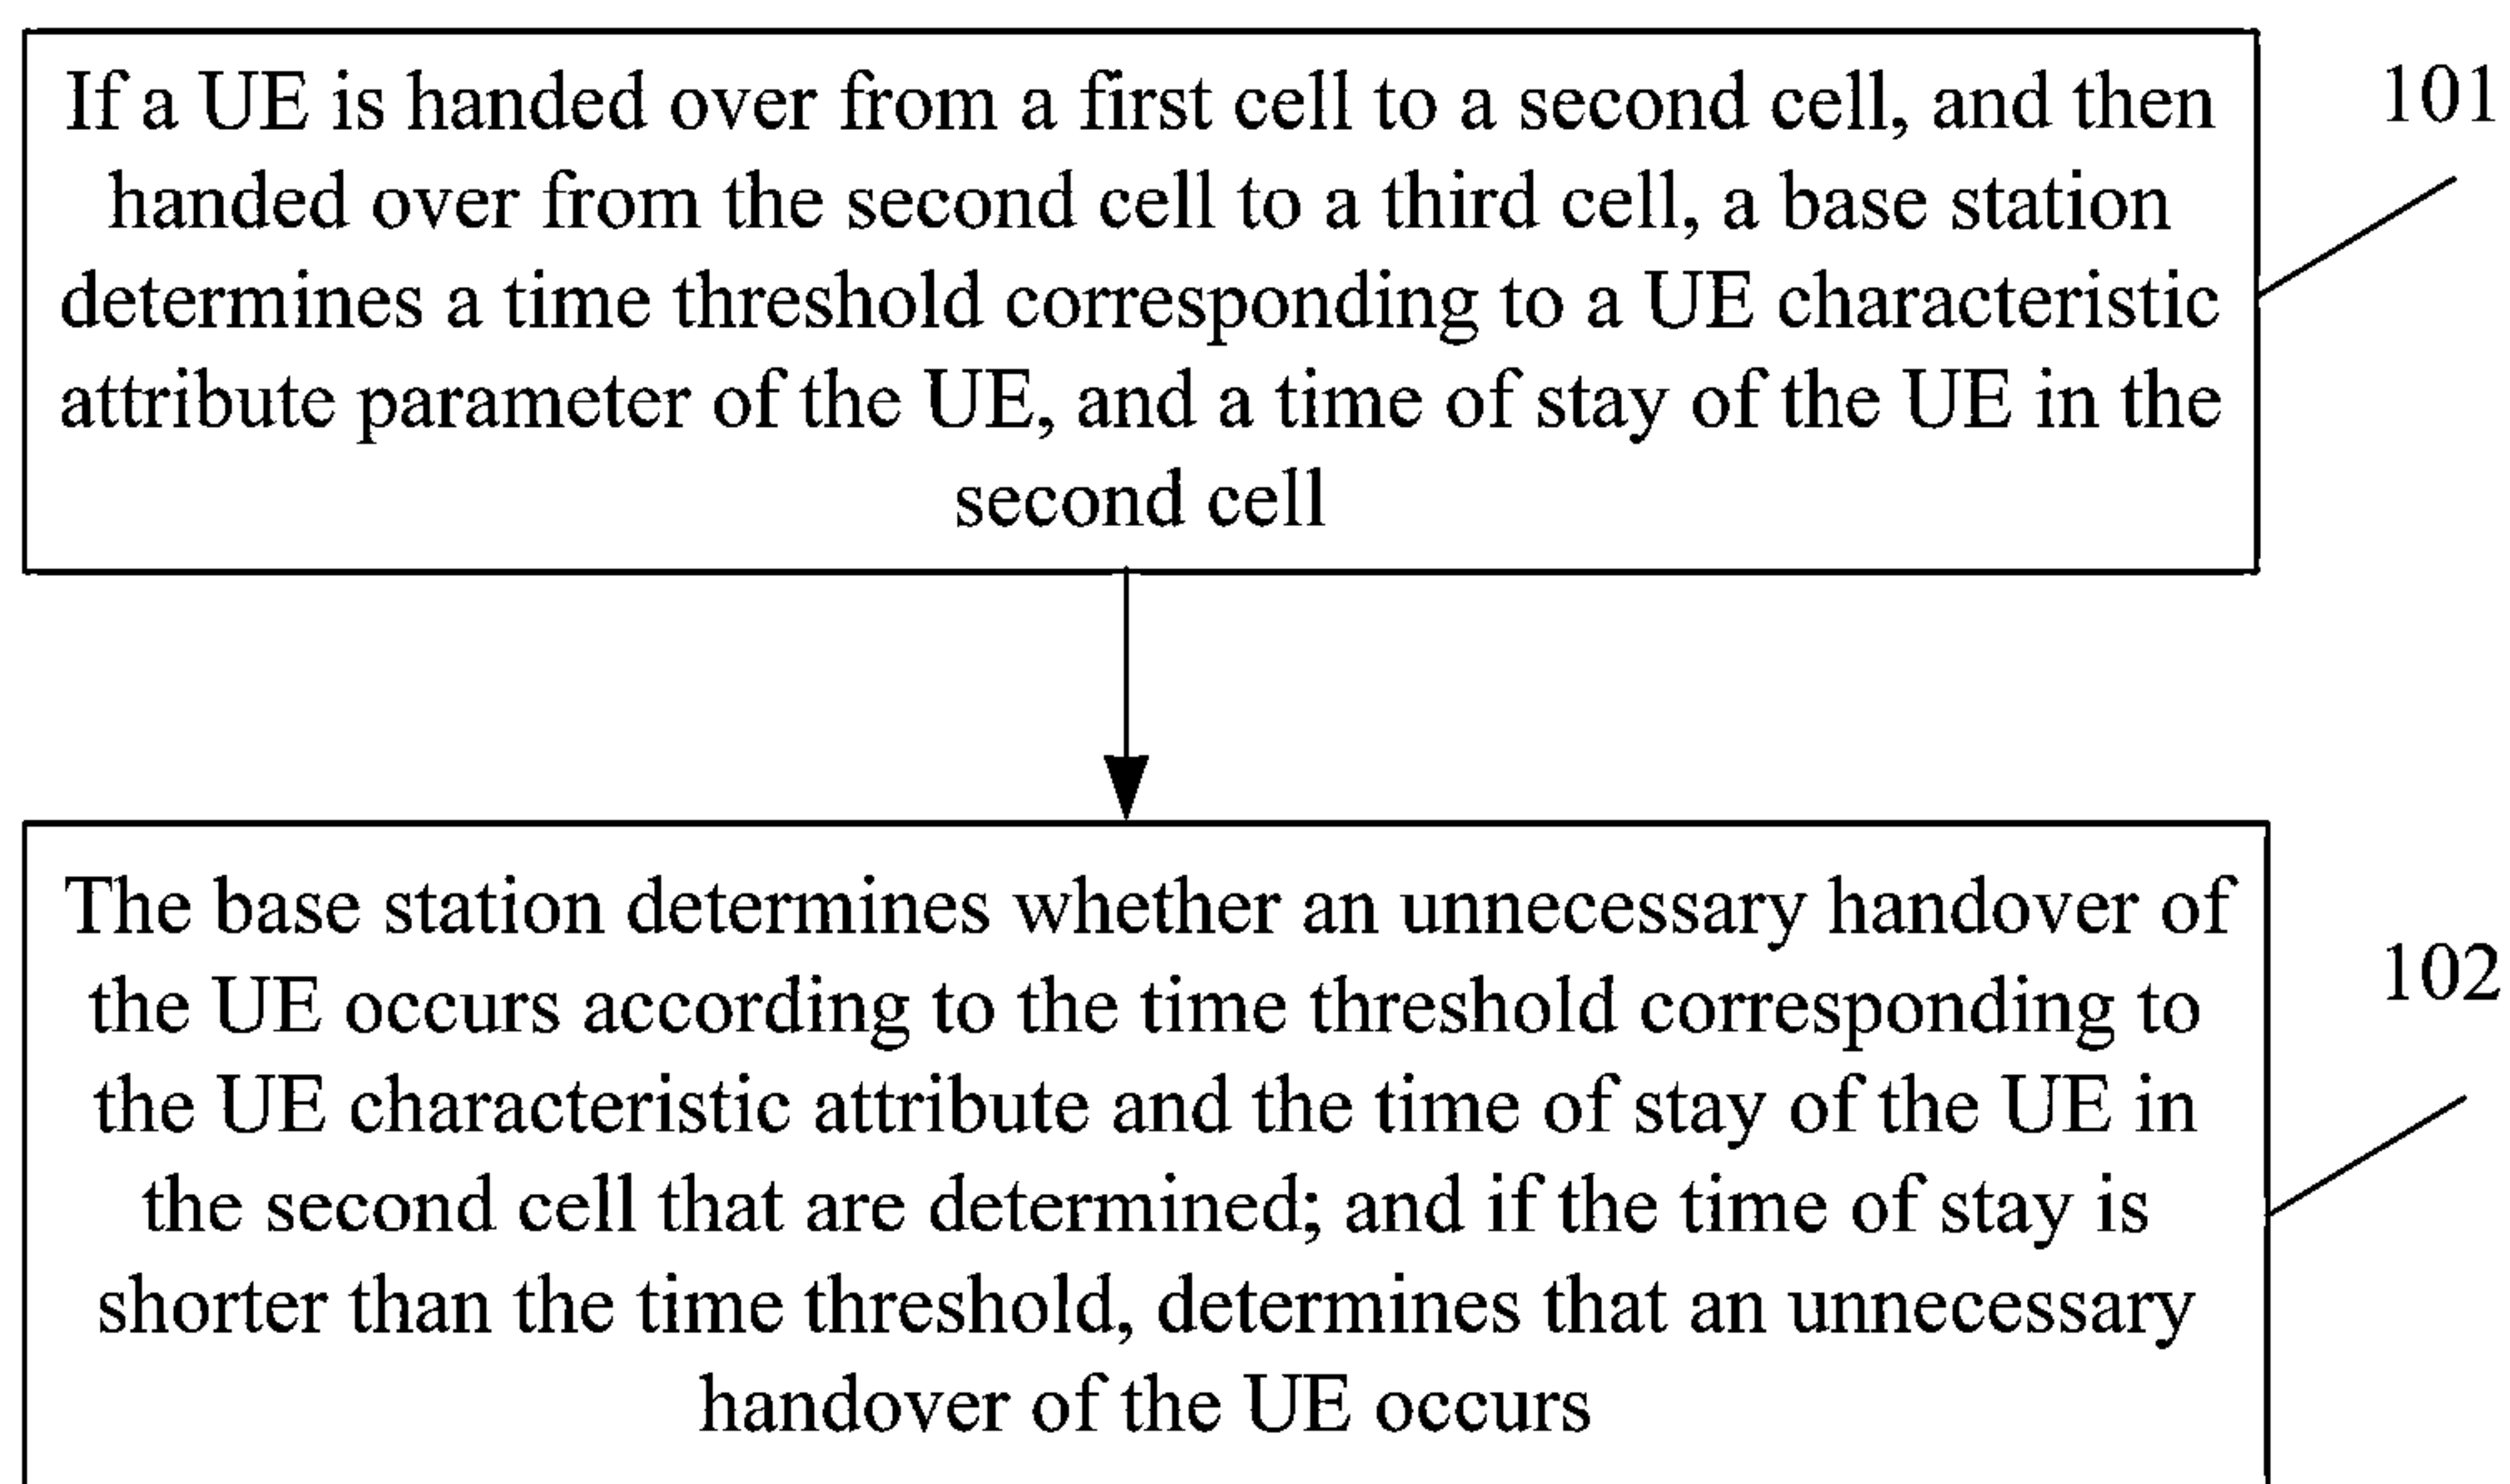 If a UE is handed over from a first cell to a second cell, and then
handed over from the second cell to a third cell, a base station
determines a time threshold corresponding to a UE characteristic
attribute parameter of the UE, and a time of stay of the UE in the
second cell
101
The base station determines whether an unnecessary handover of
the UE occurs according to the time threshold corresponding to
the UE characteristic attribute and the time of stay of the UE in
the second cell that are determined; and if the time of stay is
shorter than the time threshold, determines that an unnecessary
handover of the UE occurs
102